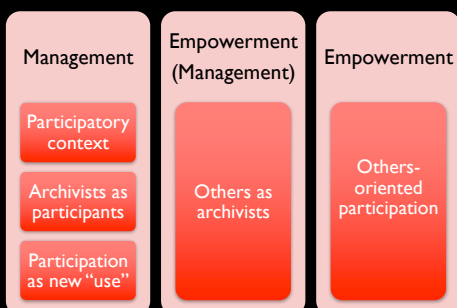 Management
Participatory
context
Archivists as
participants
Participation
as new “use”
Empowerment
(Management)
Others as
archivists
Empowerment
Others-
oriented
participation